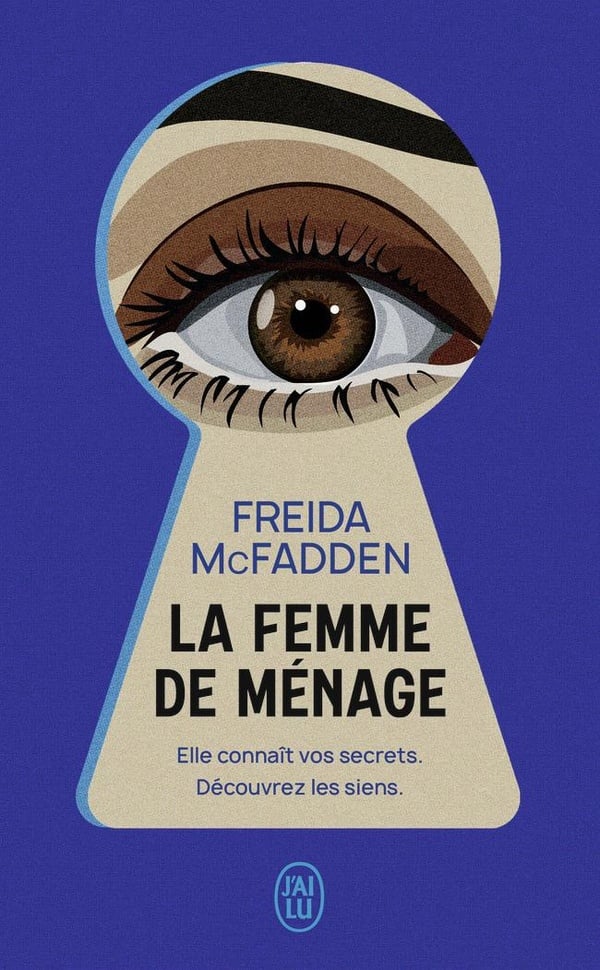 FREIDA
McFADDEN
LA FEMME
DE MÉNAGE
Elle connaît vos secrets.
Découvrez les siens.
J'AI
LU